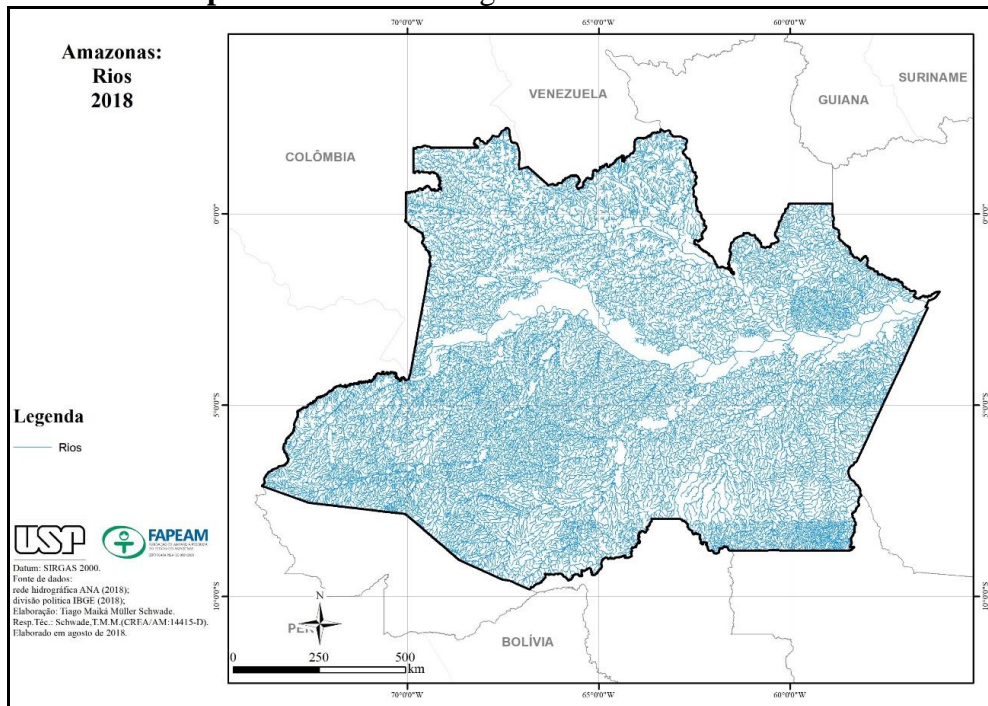 Amazonas:
Rios
2018
70°0'0"W 65°0'0"W 60°0'0"W
SURINAME
VENEZUELA
GUIANA
COLÔMBIA
0°0'0" 0°0'0"
5°0'0"S 5°0'0"S
Legenda
Rios
USP FAPEAM
Datum: SIRGAS 2000.
Fonte de dados:
rede hidrográfica ANA (2018);
divisão política IBGE (2018);
Elaboração: Tiago Maiká Müller Schwade.
Resp.Téc.: Schwade,T.M.M.(CREA/AM:14415-D).
Elaborado em agosto de 2018.
10°0'0"S 10°0'0"S
N
PER
BOLÍVIA
0 250 500
km
70°0'0"W 65°0'0"W 60°0'0"W